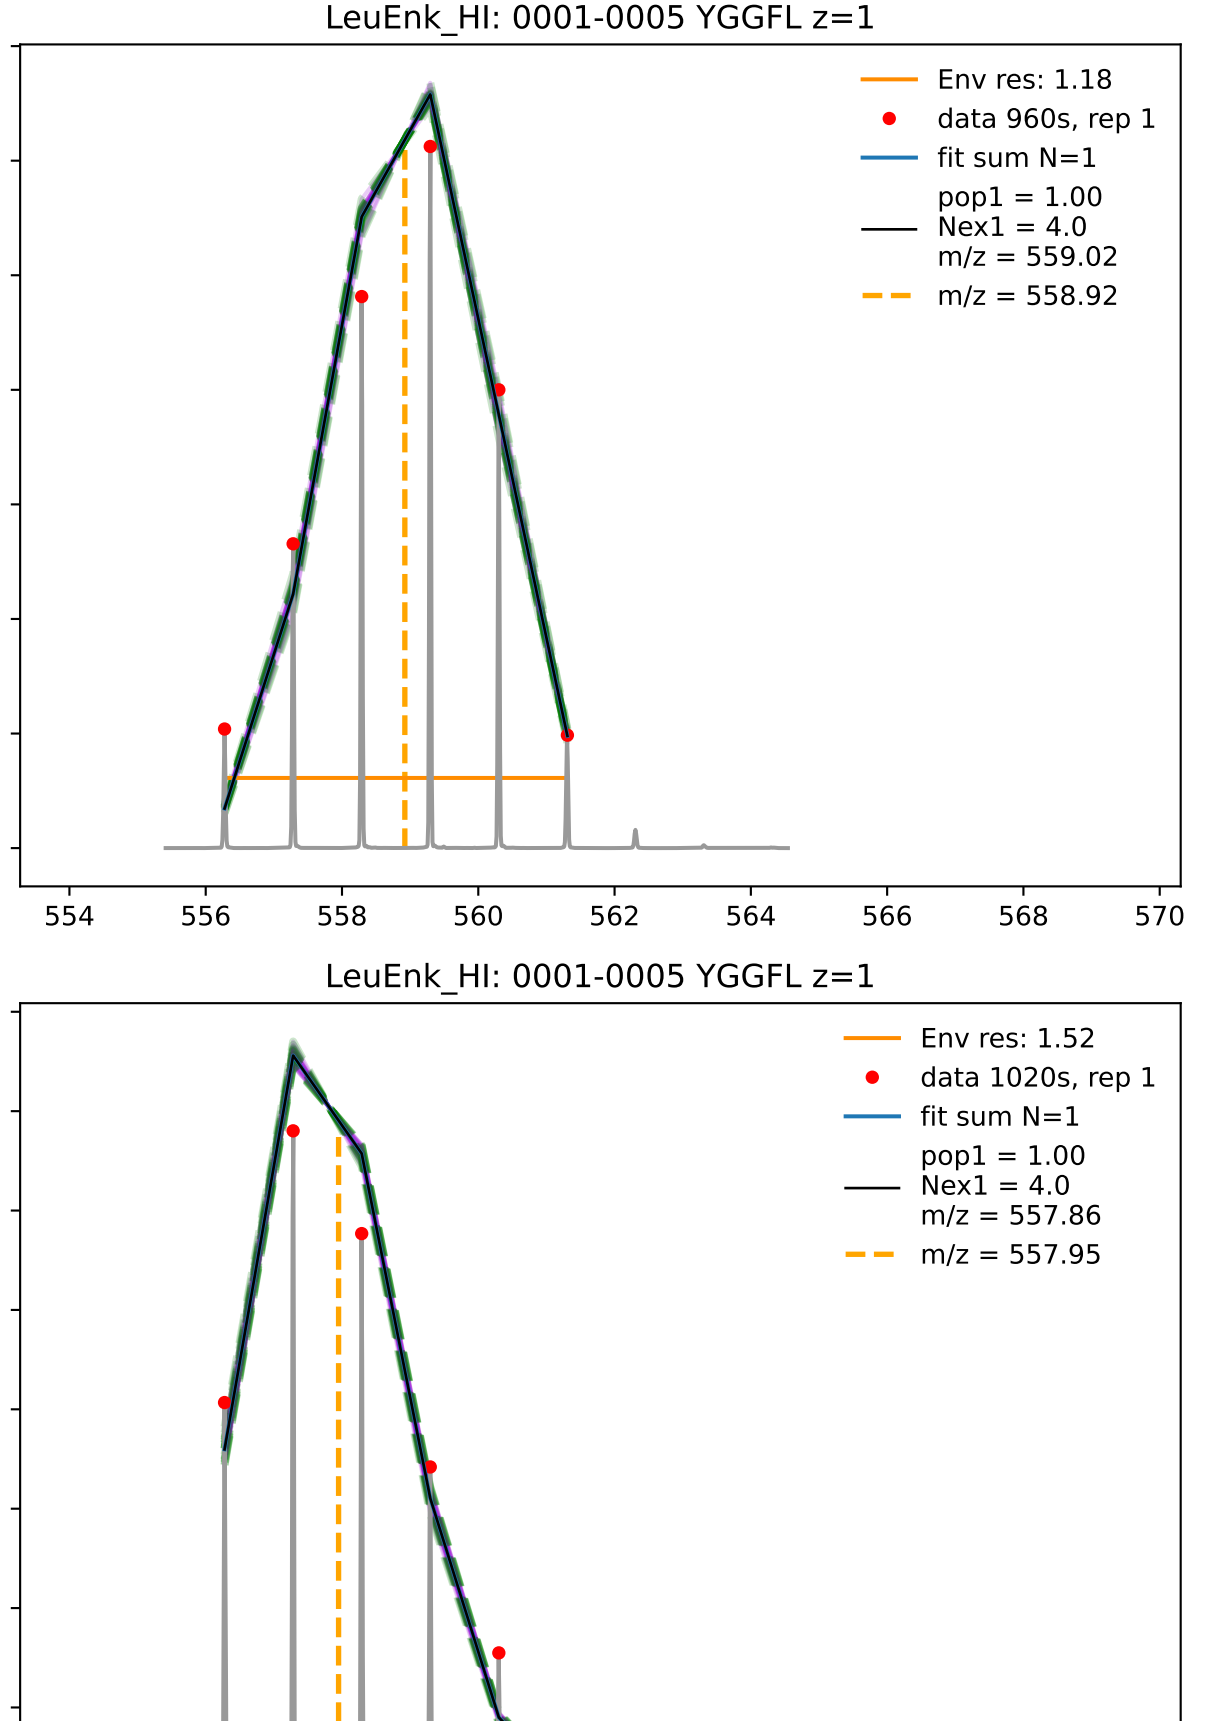 LeuEnk_HI: 0001-0005 YGGFL z=1
Env res: 1.18
data 960s, rep 1
fit sum N=1
pop1 = 1.00
Nex1 = 4.0
m/z = 559.02
m/z = 558.92
554 556 558 560 562 564 566 568 570
LeuEnk_HI: 0001-0005 YGGFL z=1
Env res: 1.52
data 1020s, rep 1
fit sum N=1
pop1 = 1.00
Nex1 = 4.0
m/z = 557.86
m/z = 557.95